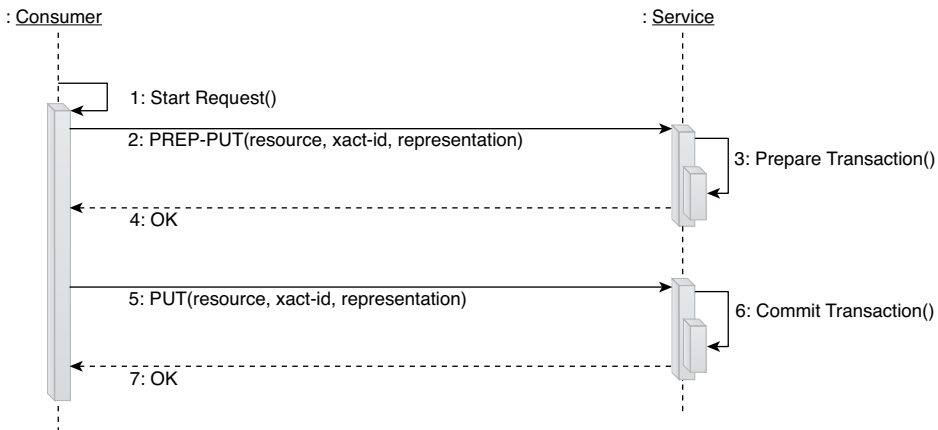 : Consumer
: Service
1: Start Request()
2: PREP-PUT(resource, xact-id, representation)
3: Prepare Transaction()
4: OK
5: PUT(resource, xact-id, representation)
6: Commit Transaction()
7: OK